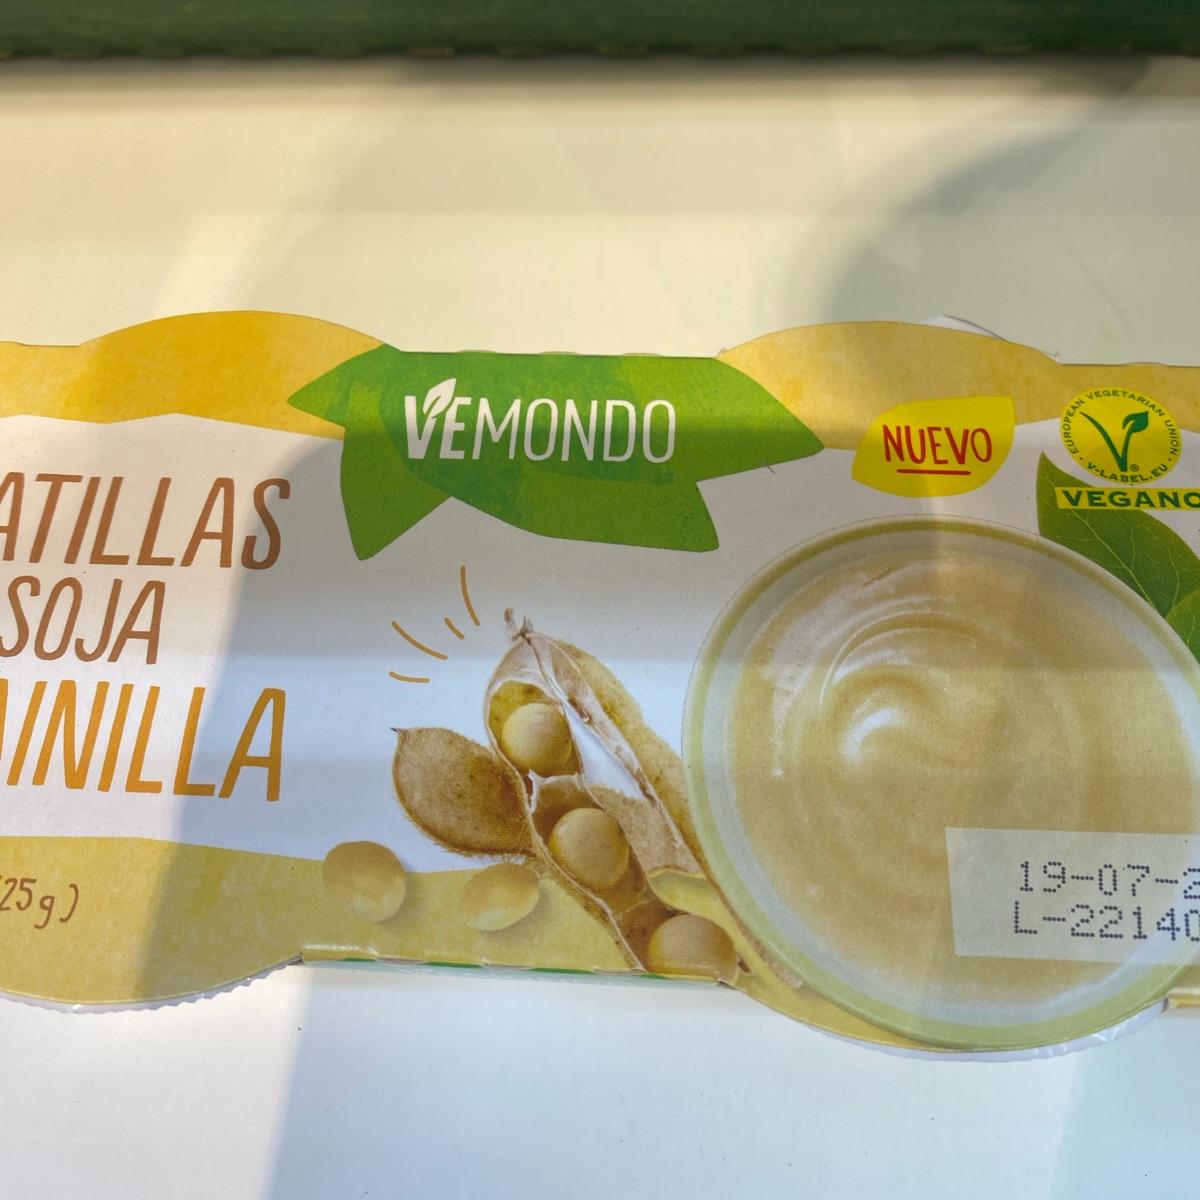 VEMONDO
NUEVO
EUROPEAN VEGETARIAN UNION
V-LABEL.EU
VEGANO
ATILLAS
SOJA
AINILLA
25g)
19-07-2
L-22140